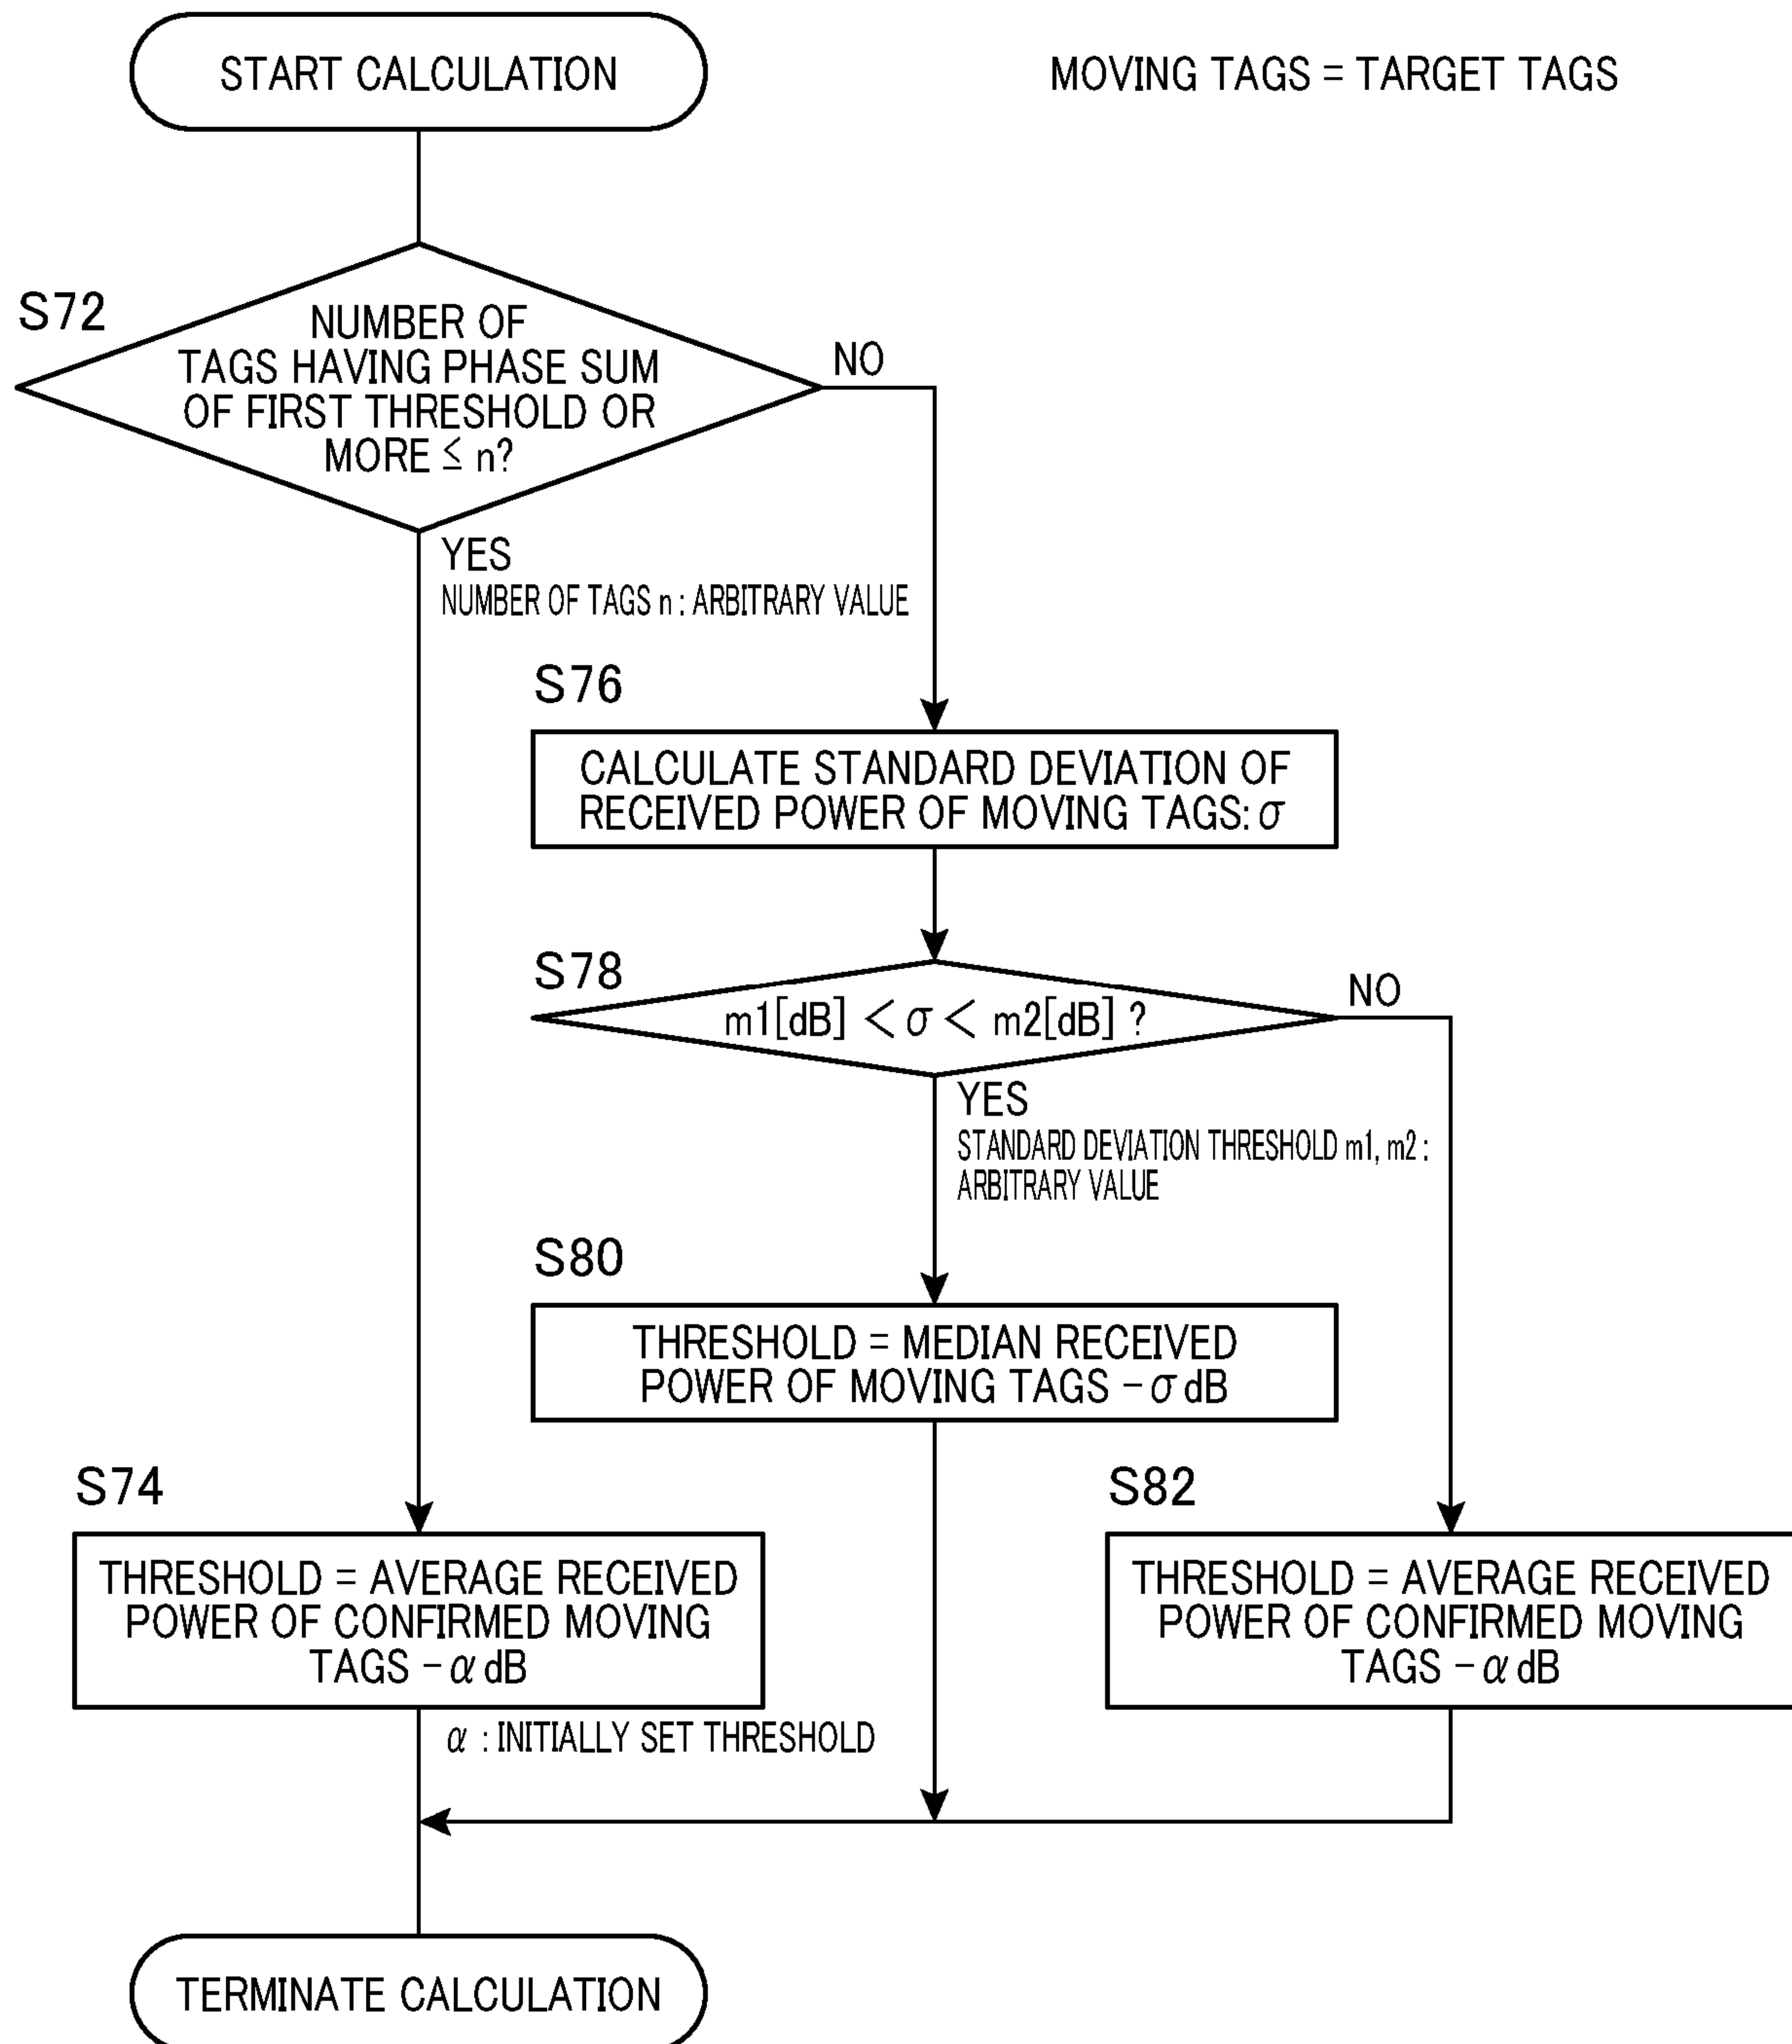 START CALCULATION
MOVING TAGS = TARGET TAGS
S72
NUMBER OF
TAGS HAVING PHASE SUM
OF FIRST THRESHOLD OR
MORE ≦ n?
NO
YES
NUMBER OF TAGS n : ARBITRARY VALUE
S76
CALCULATE STANDARD DEVIATION OF
RECEIVED POWER OF MOVING TAGS: σ
S78
m1[dB] < σ < m2[dB] ?
NO
YES
STANDARD DEVIATION THRESHOLD m1, m2 :
ARBITRARY VALUE
S80
THRESHOLD = MEDIAN RECEIVED
POWER OF MOVING TAGS − σ dB
S74
THRESHOLD = AVERAGE RECEIVED
POWER OF CONFIRMED MOVING
TAGS − α dB
S82
THRESHOLD = AVERAGE RECEIVED
POWER OF CONFIRMED MOVING
TAGS − α dB
α : INITIALLY SET THRESHOLD
TERMINATE CALCULATION